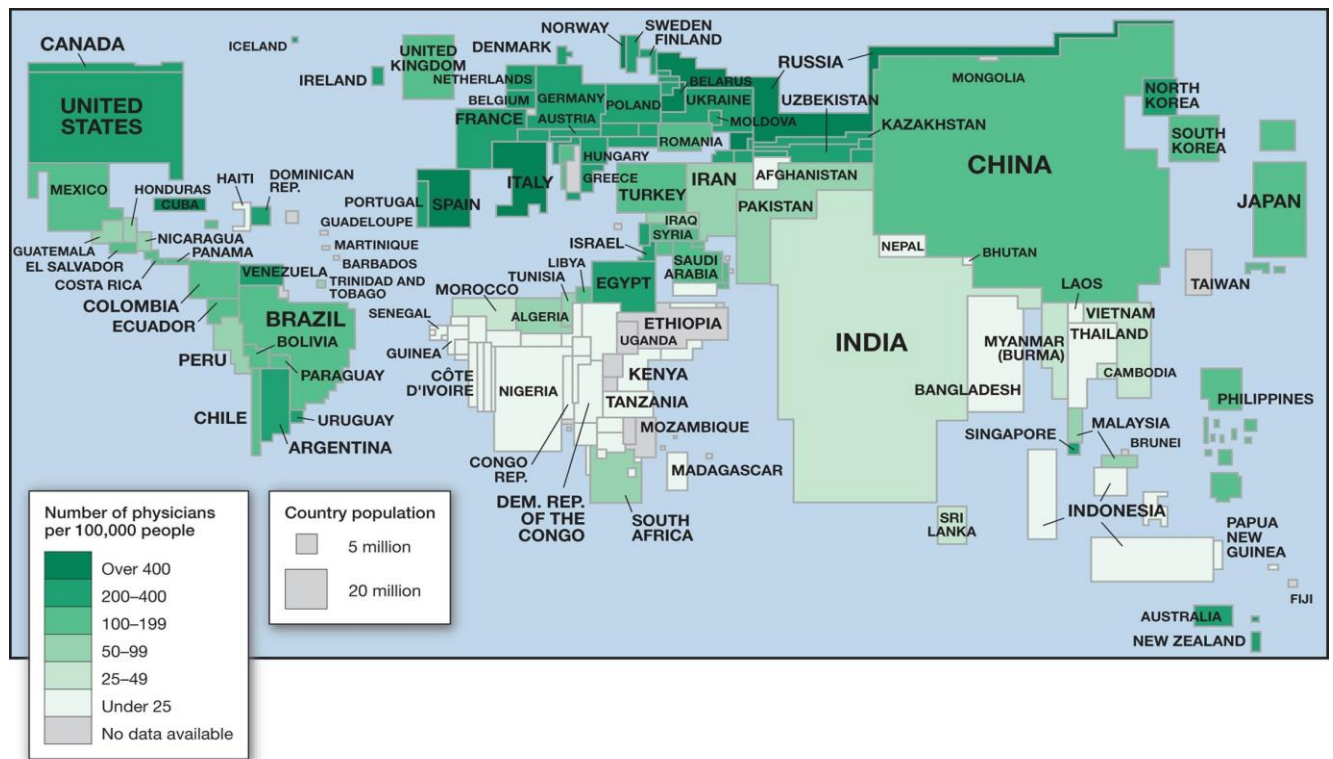 CANADA
UNITED
STATES
MEXICO
HONDURAS
CUBA
HAITI
DOMINICAN
REP.
GUATEMALA
EL SALVADOR
COSTA RICA
NICARAGUA
PANAMA
GUADELOUPE
MARTINIQUE
BARBADOS
TRINIDAD AND
TOBAGO
VENEZUELA
COLOMBIA
ECUADOR
BRAZIL
PERU
BOLIVIA
PARAGUAY
CHILE
URUGUAY
ARGENTINA
ICELAND
IRELAND
UNITED
KINGDOM
NORWAY
SWEDEN
FINLAND
DENMARK
NETHERLANDS
BELGIUM
GERMANY
POLAND
BELARUS
UKRAINE
MOLDOVA
FRANCE
AUSTRIA
ROMANIA
HUNGARY
GREECE
ITALY
PORTUGAL
SPAIN
RUSSIA
UZBEKISTAN
KAZAKHSTAN
MONGOLIA
NORTH
KOREA
SOUTH
KOREA
JAPAN
CHINA
TAIWAN
TURKEY
IRAN
AFGHANISTAN
PAKISTAN
IRAQ
SYRIA
ISRAEL
SAUDI
ARABIA
NEPAL
BHUTAN
INDIA
BANGLADESH
SRI
LANKA
MYANMAR
(BURMA)
LAOS
VIETNAM
THAILAND
CAMBODIA
MALAYSIA
SINGAPORE
BRUNEI
PHILIPPINES
INDONESIA
PAPUA
NEW
GUINEA
FIJI
AUSTRALIA
NEW ZEALAND
MOROCCO
TUNISIA
LIBYA
EGYPT
ALGERIA
SENEGAL
GUINEA
CÔTE
D'IVOIRE
NIGERIA
ETHIOPIA
UGANDA
KENYA
TANZANIA
MOZAMBIQUE
MADAGASCAR
CONGO
REP.
DEM. REP.
OF THE
CONGO
SOUTH
AFRICA
Number of physicians
per 100,000 people
Over 400
200–400
100–199
50–99
25–49
Under 25
No data available
Country population
5 million
20 million